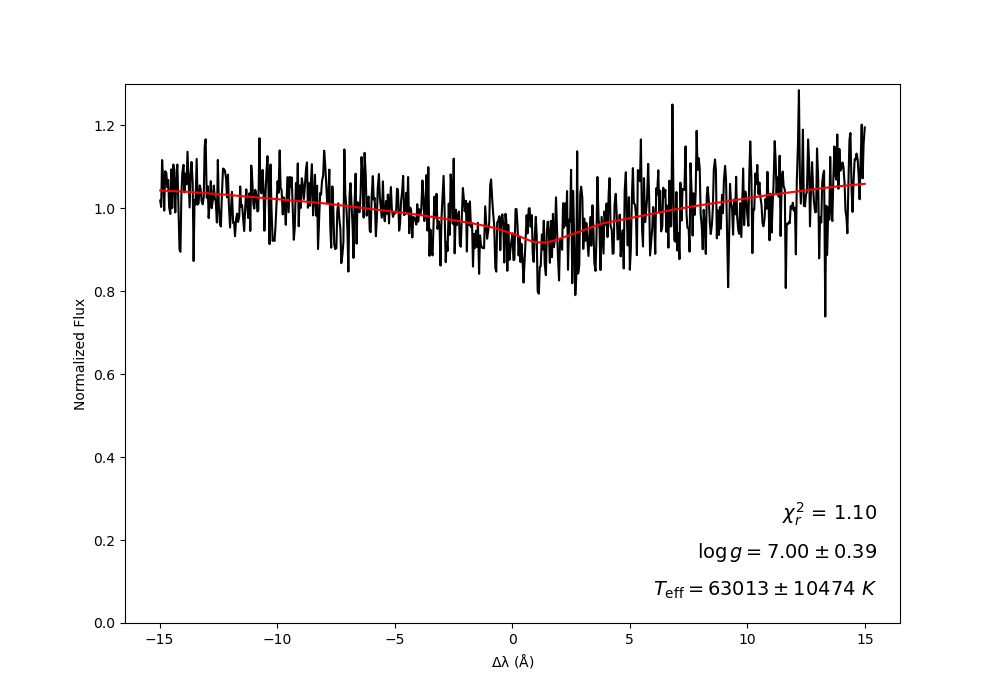 1.2
1.0
0.8
0.6
0.4
0.2
0.0
Normalized Flux
χ²ᵣ = 1.10
log g = 7.00 ± 0.39
T_eff = 63013 ± 10474 K
−15 −10 −5 0 5 10 15
Δλ (Å)